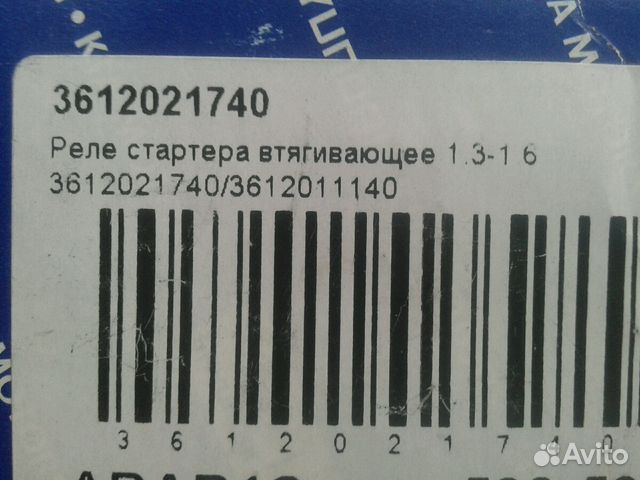 3612021740
Реле стартера втягивающее 1.3-1 6
3612021740/3612011140
3 6 1 2 0 2 1 7 4 0
Avito